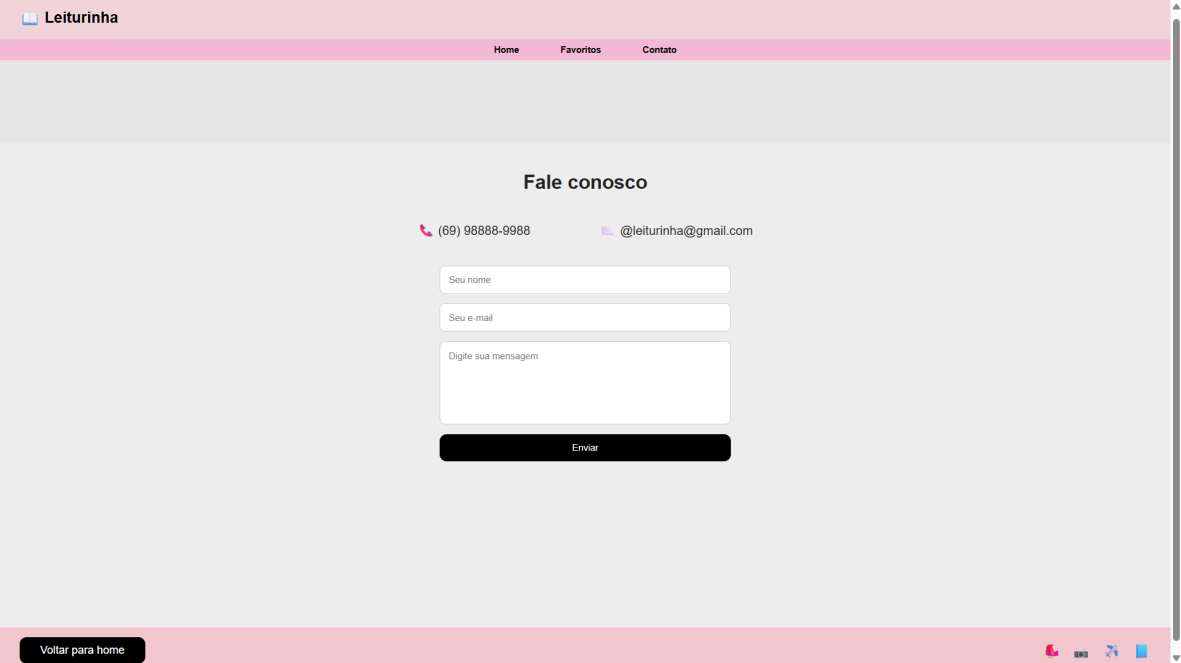 Leiturinha
Home Favoritos Contato
Fale conosco
(69) 98888-9988 @leiturinha@gmail.com
Seu nome
Seu e-mail
Digite sua mensagem
Enviar
Voltar para home